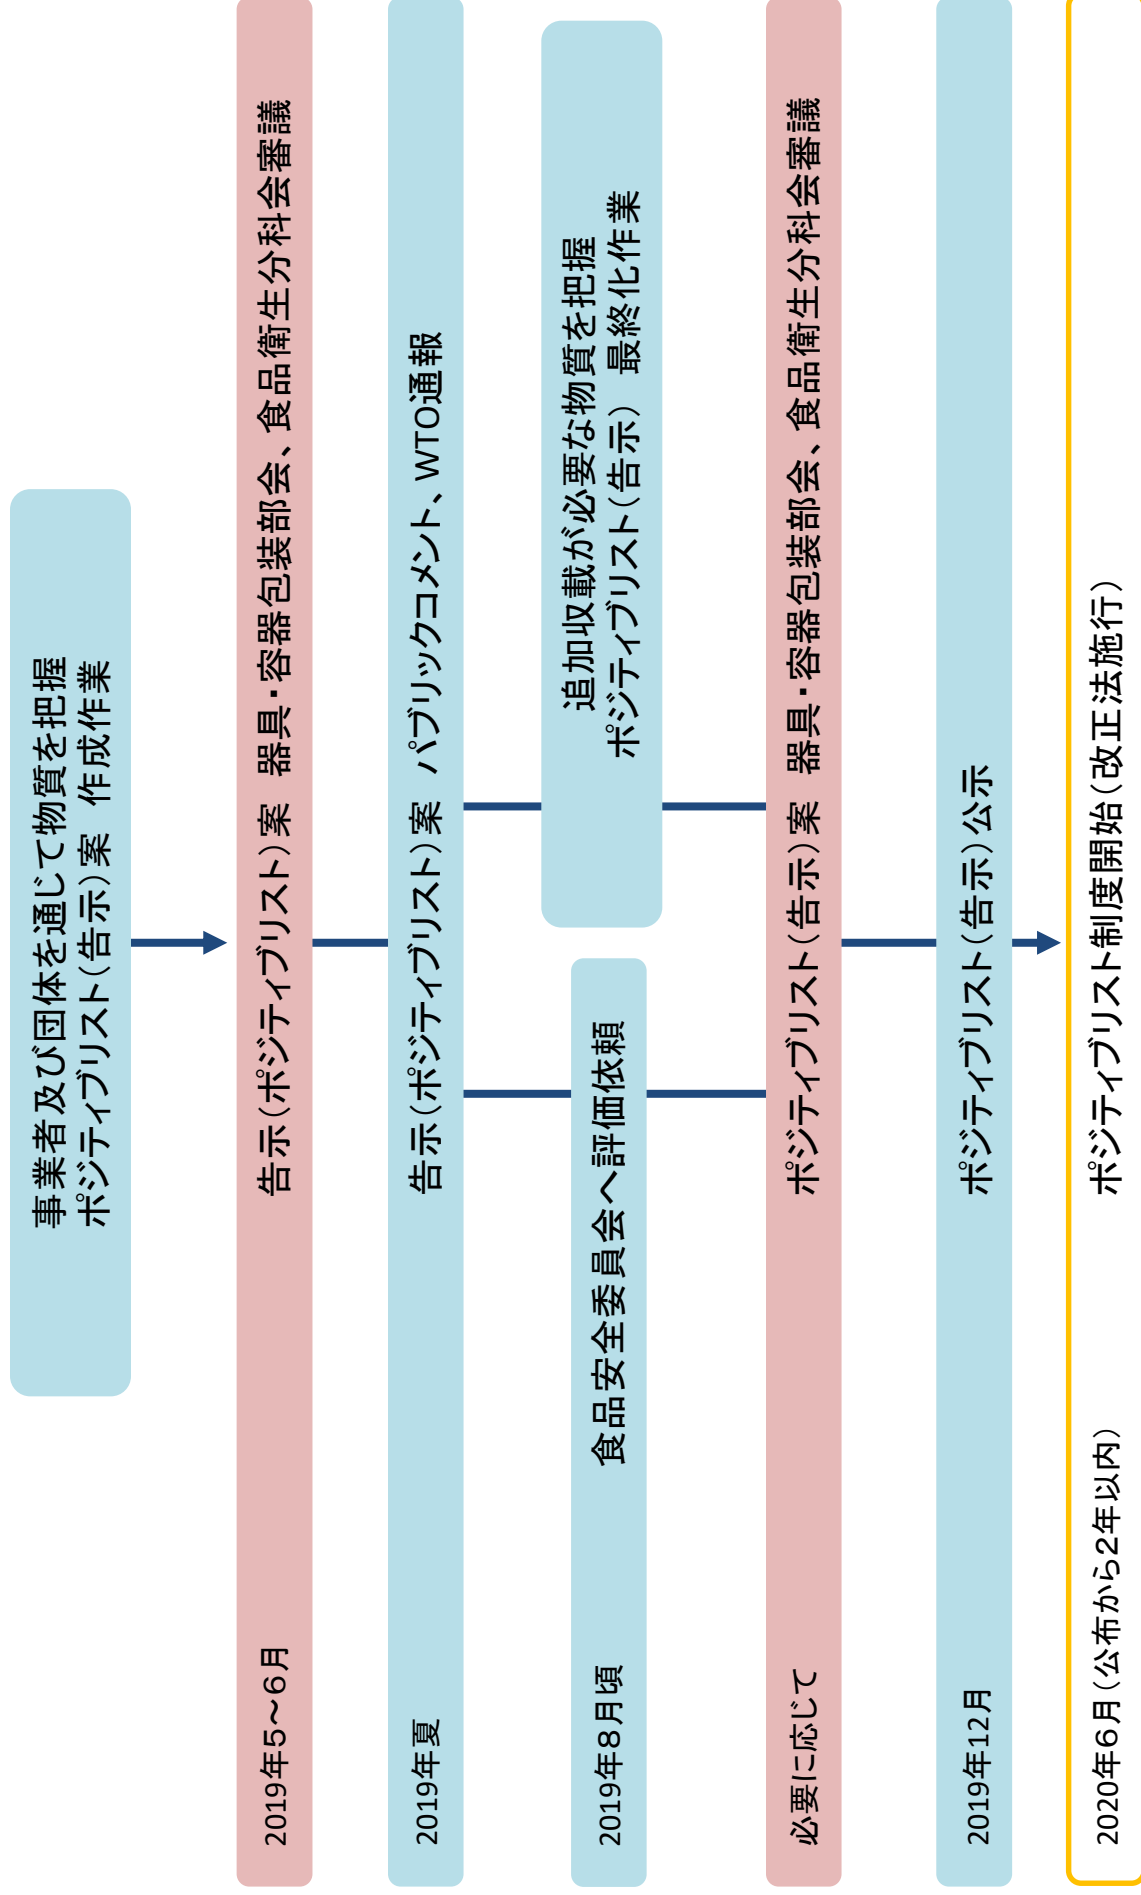 事業者及び団体を通じて物質を把握
ポジティブリスト(告示)案 作成作業
2019年5～6月 告示(ポジティブリスト)案 器具・容器包装部会、食品衛生分科会審議
2019年夏 告示(ポジティブリスト)案 パブリックコメント、WTO通報
2019年8月頃 食品安全委員会へ評価依頼
追加収載が必要な物質を把握
ポジティブリスト(告示) 最終化作業
必要に応じて ポジティブリスト(告示)案 器具・容器包装部会、食品衛生分科会審議
2019年12月 ポジティブリスト(告示)公示
2020年6月(公布から2年以内) ポジティブリスト制度開始(改正法施行)